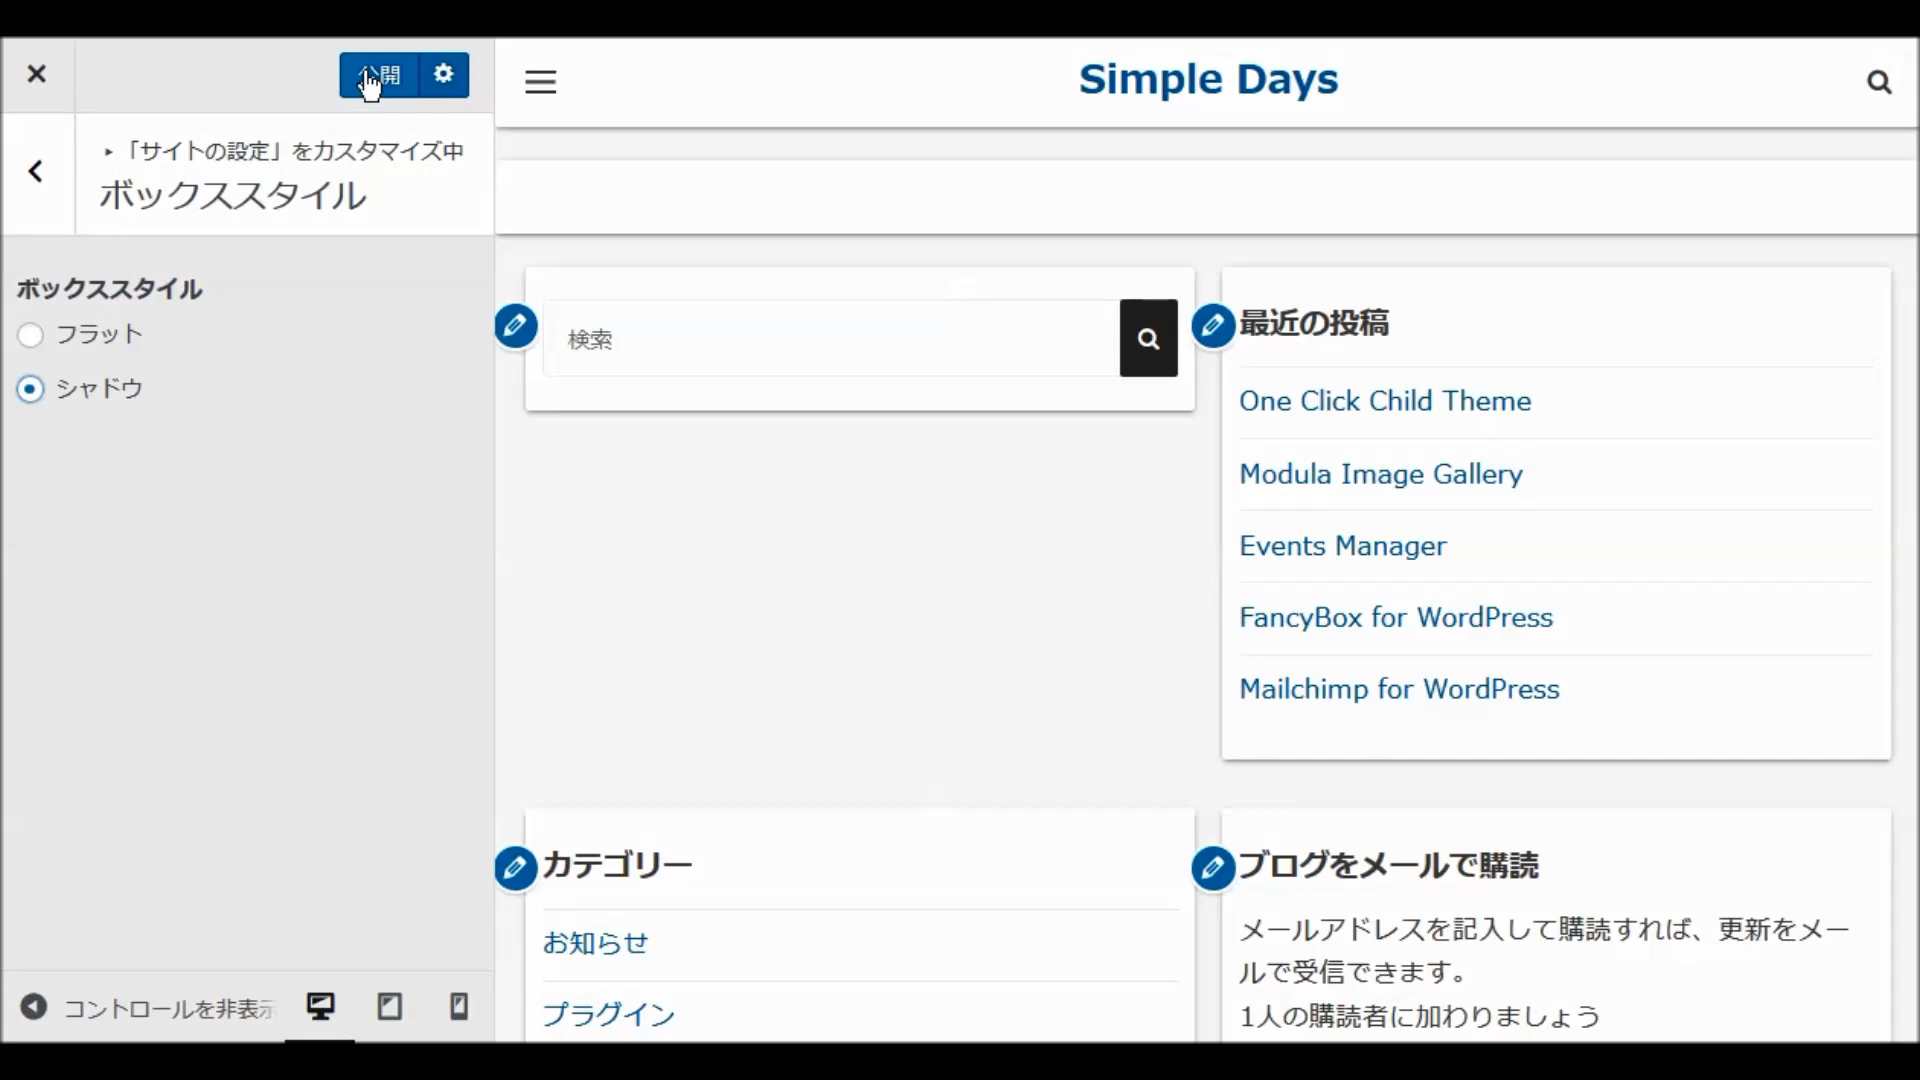 公開
「サイトの設定」をカスタマイズ中
ボックススタイル
ボックススタイル
フラット
シャドウ
コントロールを非表示
Simple Days
検索
最近の投稿
One Click Child Theme
Modula Image Gallery
Events Manager
FancyBox for WordPress
Mailchimp for WordPress
カテゴリー
お知らせ
プラグイン
ブログをメールで購読
メールアドレスを記入して購読すれば、更新をメー
ルで受信できます。
1人の購読者に加わりましょう